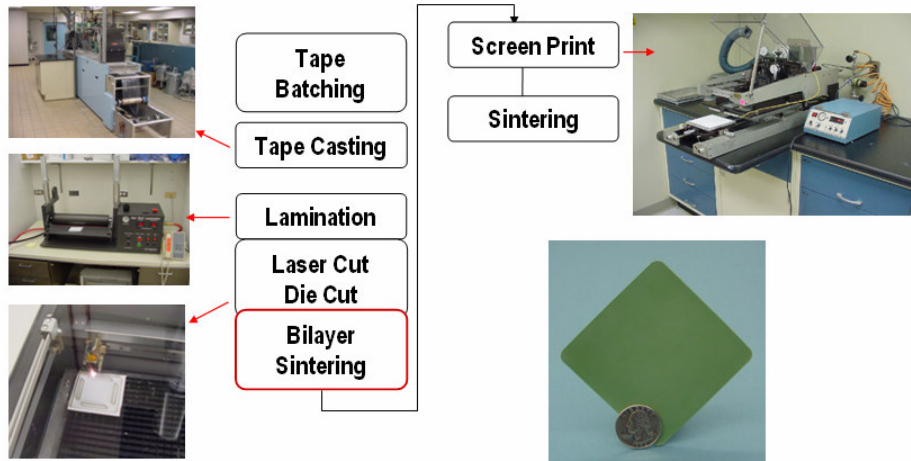 Tape
Batching
Tape Casting
Lamination
Laser Cut
Die Cut
Bilayer
Sintering
Screen Print
Sintering